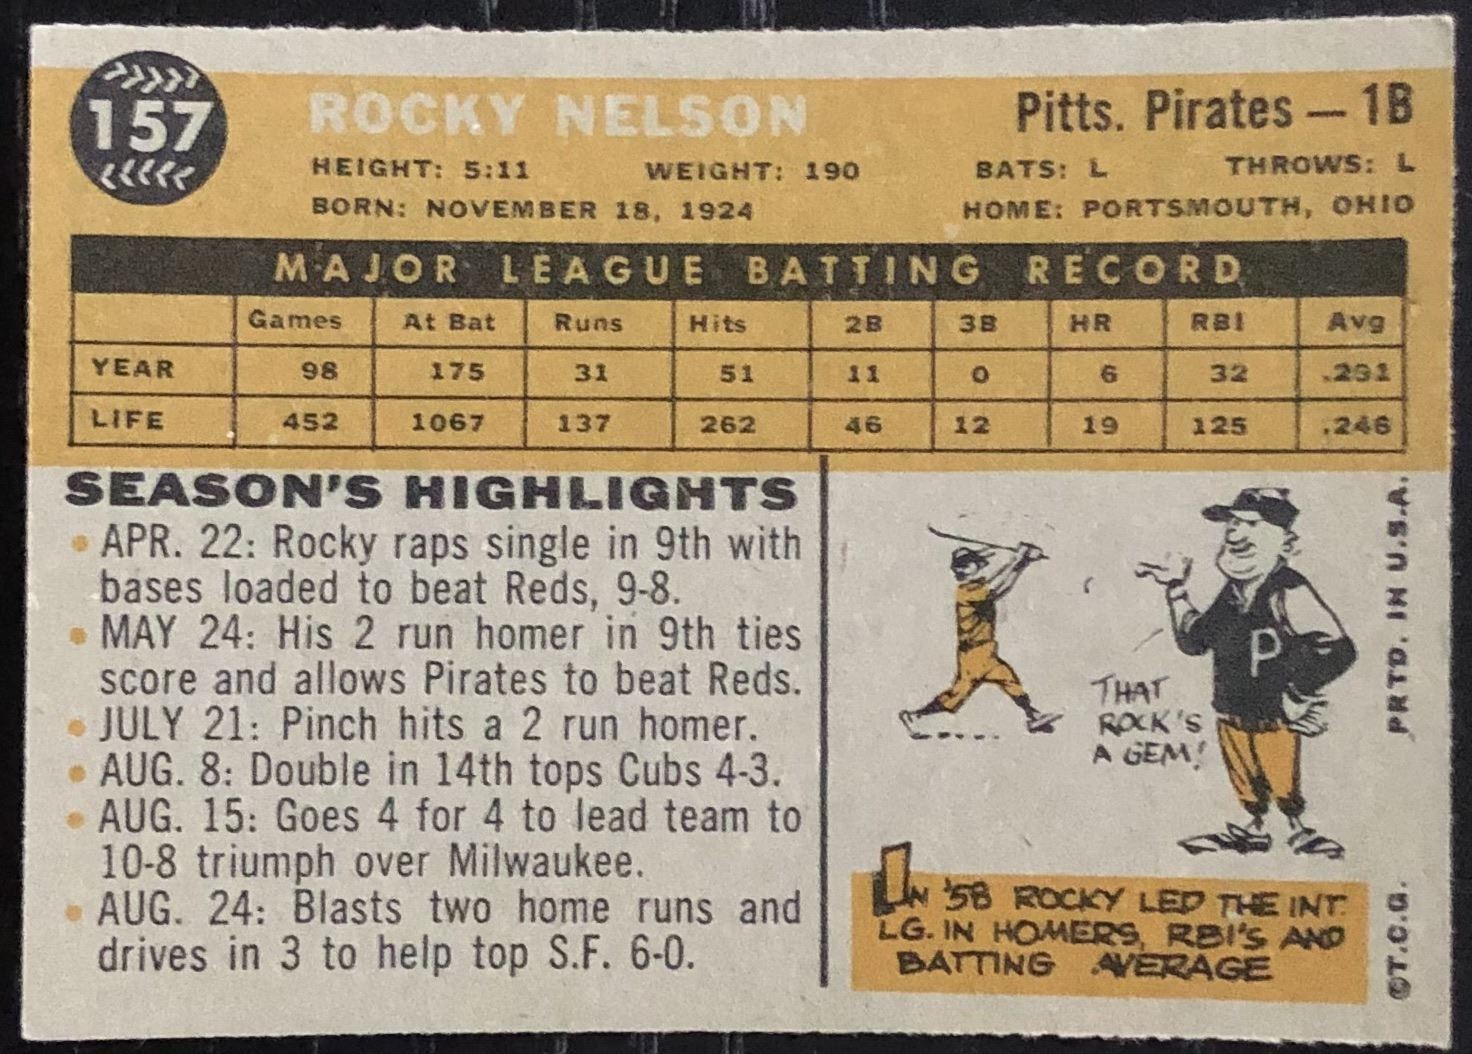 157
ROCKY NELSON
Pitts. Pirates — 1B
HEIGHT: 5:11 WEIGHT: 190 BATS: L THROWS: L
BORN: NOVEMBER 18, 1924 HOME: PORTSMOUTH, OHIO
MAJOR LEAGUE BATTING RECORD
Games At Bat Runs Hits 2B 3B HR RBI Avg
YEAR 98 175 31 51 11 0 6 32 .291
LIFE 452 1067 137 262 46 12 19 125 .246
SEASON'S HIGHLIGHTS
• APR. 22: Rocky raps single in 9th with
bases loaded to beat Reds, 9-8.
• MAY 24: His 2 run homer in 9th ties
score and allows Pirates to beat Reds.
• JULY 21: Pinch hits a 2 run homer.
• AUG. 8: Double in 14th tops Cubs 4-3.
• AUG. 15: Goes 4 for 4 to lead team to
10-8 triumph over Milwaukee.
• AUG. 24: Blasts two home runs and
drives in 3 to help top S.F. 6-0.
P
THAT
ROCK'S
A GEM!
IN '58 ROCKY LED THE INT.
LG. IN HOMERS, RBI'S AND
BATTING AVERAGE
©T.C.G. PRTD. IN U.S.A.